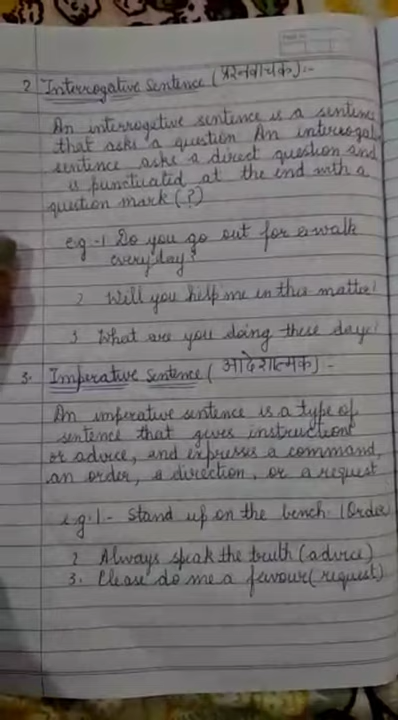 2 Interrogative Sentence (प्रश्नवाचक):-
An interrogative sentence is a sentence
that asks a question An interrogat
sentence asks a direct question and
is punctuated at the end with a
question mark (?)
e.g -1 Do you go out for a walk
everyday?
2 Will you help me in this matter?
3 What are you doing these days?
3. Imperative Sentence (आदेशात्मक) :-
An imperative sentence is a type of
sentence that gives instruction
or advice, and expresses a command,
an order, a direction, or a request
e.g. 1 - Stand up on the bench. (Order
2 Always speak the truth (advice)
3. Please do me a favour (request)